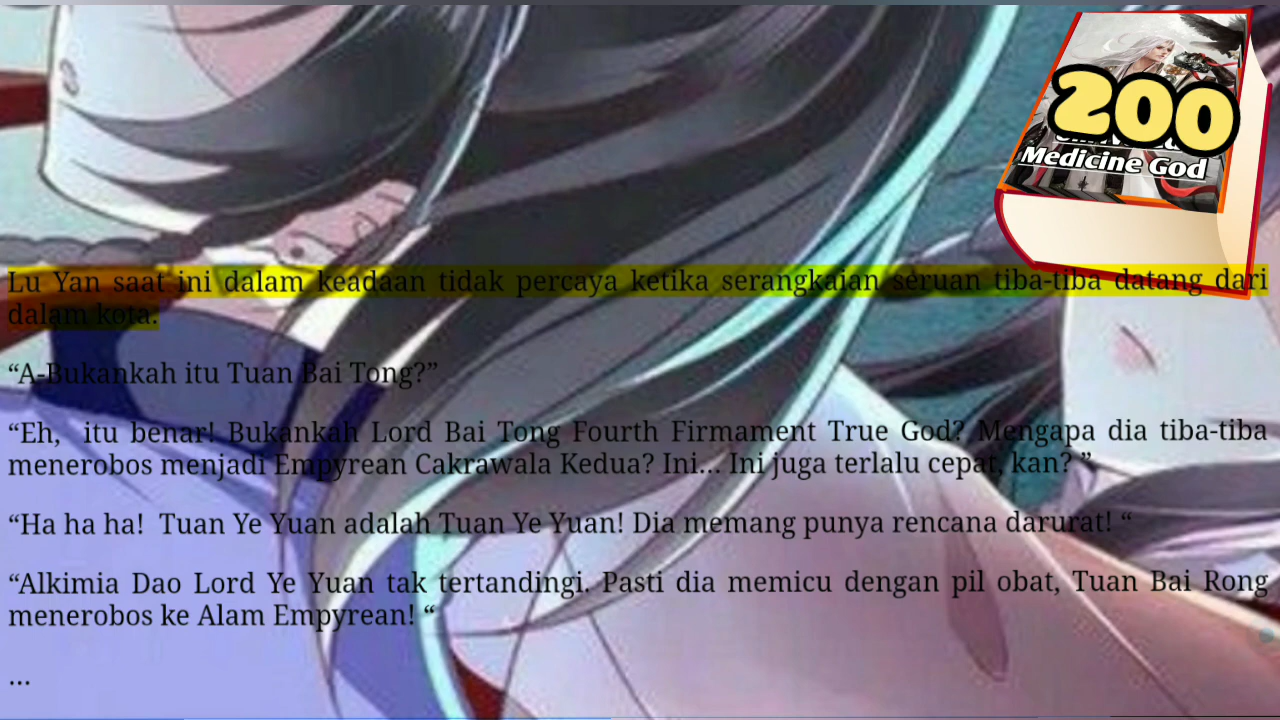 200
Medicine God
Lu Yan saat ini dalam keadaan tidak percaya ketika serangkaian seruan tiba-tiba datang dari
dalam kota:
“A-Bukankah itu Tuan Bai Tong?”
“Eh,  itu benar! Bukankah Lord Bai Tong Fourth Firmament True God? Mengapa dia tiba-tiba
menerobos menjadi Empyrean Cakrawala Kedua? Ini… Ini juga terlalu cepat, kan? ”
“Ha ha ha!  Tuan Ye Yuan adalah Tuan Ye Yuan! Dia memang punya rencana darurat! “
“Alkimia Dao Lord Ye Yuan tak tertandingi. Pasti dia memicu dengan pil obat, Tuan Bai Rong
menerobos ke Alam Empyrean! “
…